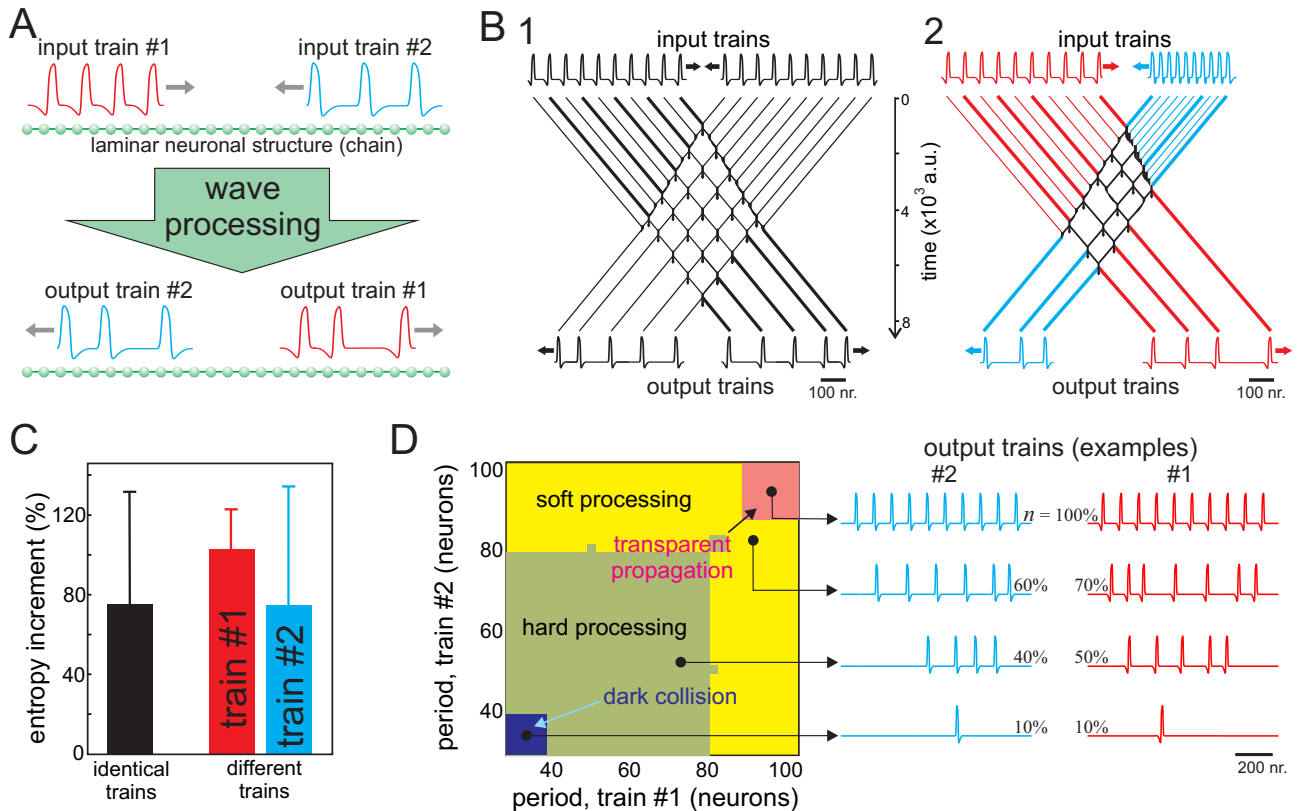 A
input train #1
input train #2
laminar neuronal structure (chain)
wave
processing
output train #2
output train #1
B 1
input trains
0
4
8
time (x10³ a.u.)
output trains
100 nr.
2
input trains
output trains
100 nr.
C
entropy increment (%)
120
80
40
0
train #1
train #2
identical
trains
different
trains
D
period, train #2 (neurons)
100
80
60
40
soft processing
transparent
propagation
hard processing
dark collision
40
60
80
100
period, train #1 (neurons)
output trains (examples)
#2
#1
n = 100%
60%
70%
40%
50%
10%
10%
200 nr.